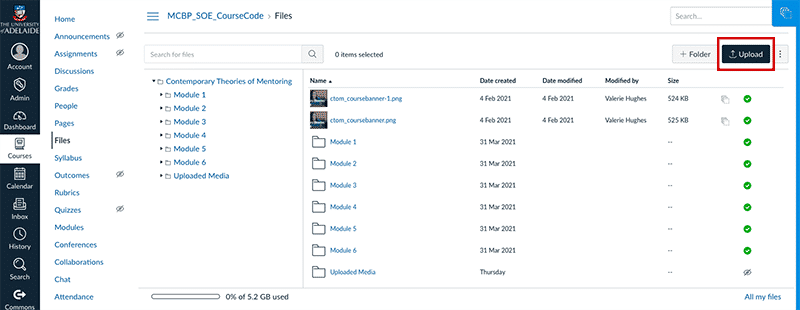 THE UNIVERSITY
of ADELAIDE
Account
Admin
Dashboard
Courses
Calendar
Inbox
History
Search
Commons
Home
Announcements
Assignments
Discussions
Grades
People
Pages
Files
Syllabus
Outcomes
Rubrics
Quizzes
Modules
Conferences
Collaborations
Chat
Attendance
MCBP_SOE_CourseCode › Files
Search...
Search for files
0 items selected
+ Folder
Upload
Contemporary Theories of Mentoring
Module 1
Module 2
Module 3
Module 4
Module 5
Module 6
Uploaded Media
Name Date created Date modified Modified by Size
ctom_coursebanner-1.png 4 Feb 2021 4 Feb 2021 Valerie Hughes 524 KB
ctom_coursebanner.png 4 Feb 2021 4 Feb 2021 Valerie Hughes 525 KB
Module 1 31 Mar 2021 --
Module 2 31 Mar 2021 --
Module 3 31 Mar 2021 --
Module 4 31 Mar 2021 --
Module 5 31 Mar 2021 --
Module 6 31 Mar 2021 --
Uploaded Media Thursday --
0% of 5.2 GB used
All my files